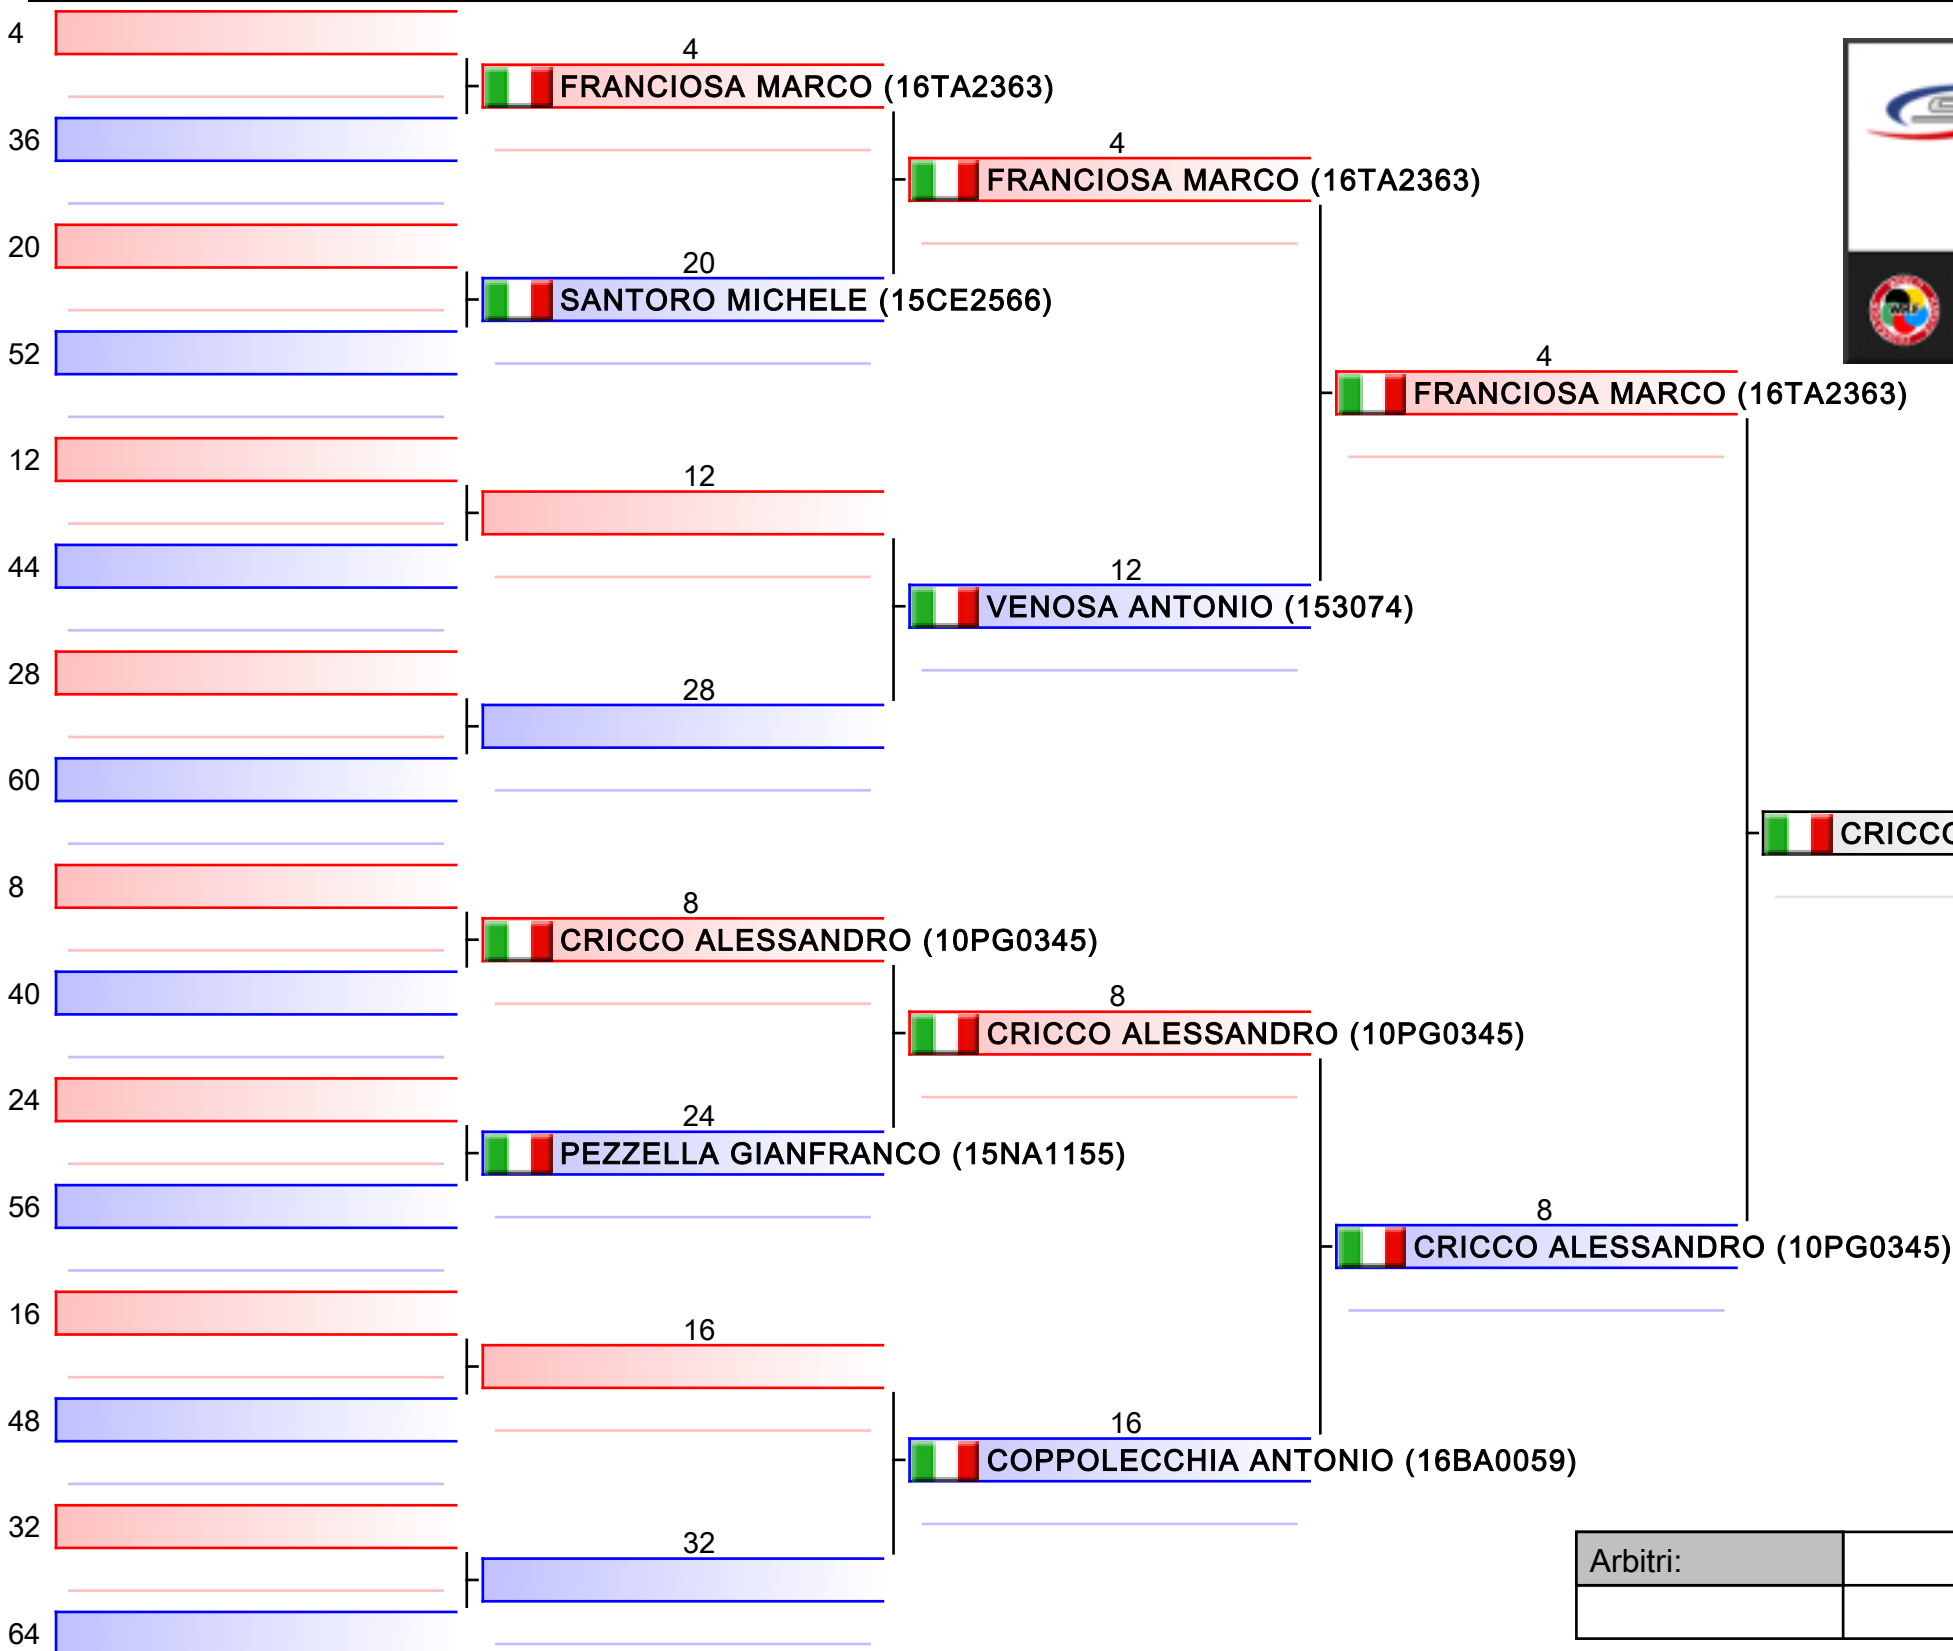 4
36
20
52
12
44
28
60
8
40
24
56
16
48
32
64
4
FRANCIOSA MARCO (16TA2363)
20
SANTORO MICHELE (15CE2566)
12
28
8
CRICCO ALESSANDRO (10PG0345)
24
PEZZELLA GIANFRANCO (15NA1155)
16
32
4
FRANCIOSA MARCO (16TA2363)
12
VENOSA ANTONIO (153074)
8
CRICCO ALESSANDRO (10PG0345)
16
COPPOLECCHIA ANTONIO (16BA0059)
4
FRANCIOSA MARCO (16TA2363)
8
CRICCO ALESSANDRO (10PG0345)
CRICCO
Arbitri: